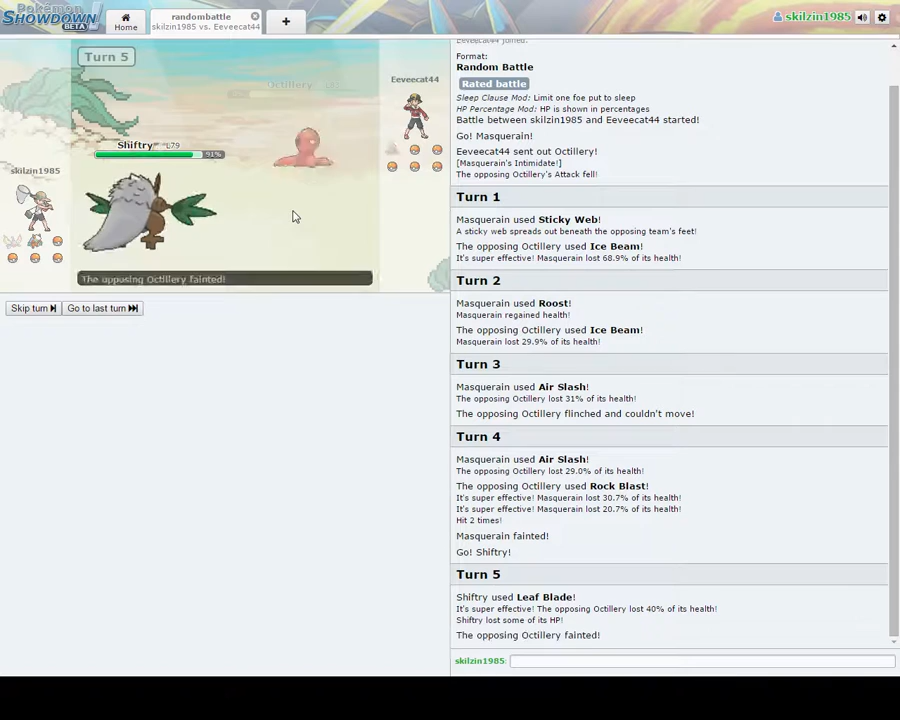 Pokémon
SHOWDOWN
BETA
Home
randombattle
skilzin1985 vs. Eeveecat44
skilzin1985
Turn 5
Octillery
Eeveecat44
Shiftry L79
91%
skilzin1985
The opposing Octillery fainted!
Skip turn
Go to last turn
Eeveecat44 joined.
Format:
Random Battle
Rated battle
Sleep Clause Mod: Limit one foe put to sleep
HP Percentage Mod: HP is shown in percentages
Battle between skilzin1985 and Eeveecat44 started!
Go! Masquerain!
Eeveecat44 sent out Octillery!
[Masquerain's Intimidate!]
The opposing Octillery's Attack fell!
Turn 1
Masquerain used Sticky Web!
A sticky web spreads out beneath the opposing team's feet!
The opposing Octillery used Ice Beam!
It's super effective! Masquerain lost 68.9% of its health!
Turn 2
Masquerain used Roost!
Masquerain regained health!
The opposing Octillery used Ice Beam!
Masquerain lost 29.9% of its health!
Turn 3
Masquerain used Air Slash!
The opposing Octillery lost 31% of its health!
The opposing Octillery flinched and couldn't move!
Turn 4
Masquerain used Air Slash!
The opposing Octillery lost 29.0% of its health!
The opposing Octillery used Rock Blast!
It's super effective! Masquerain lost 30.7% of its health!
It's super effective! Masquerain lost 20.7% of its health!
Hit 2 times!
Masquerain fainted!
Go! Shiftry!
Turn 5
Shiftry used Leaf Blade!
It's super effective! The opposing Octillery lost 40% of its health!
Shiftry lost some of its HP!
The opposing Octillery fainted!
skilzin1985: